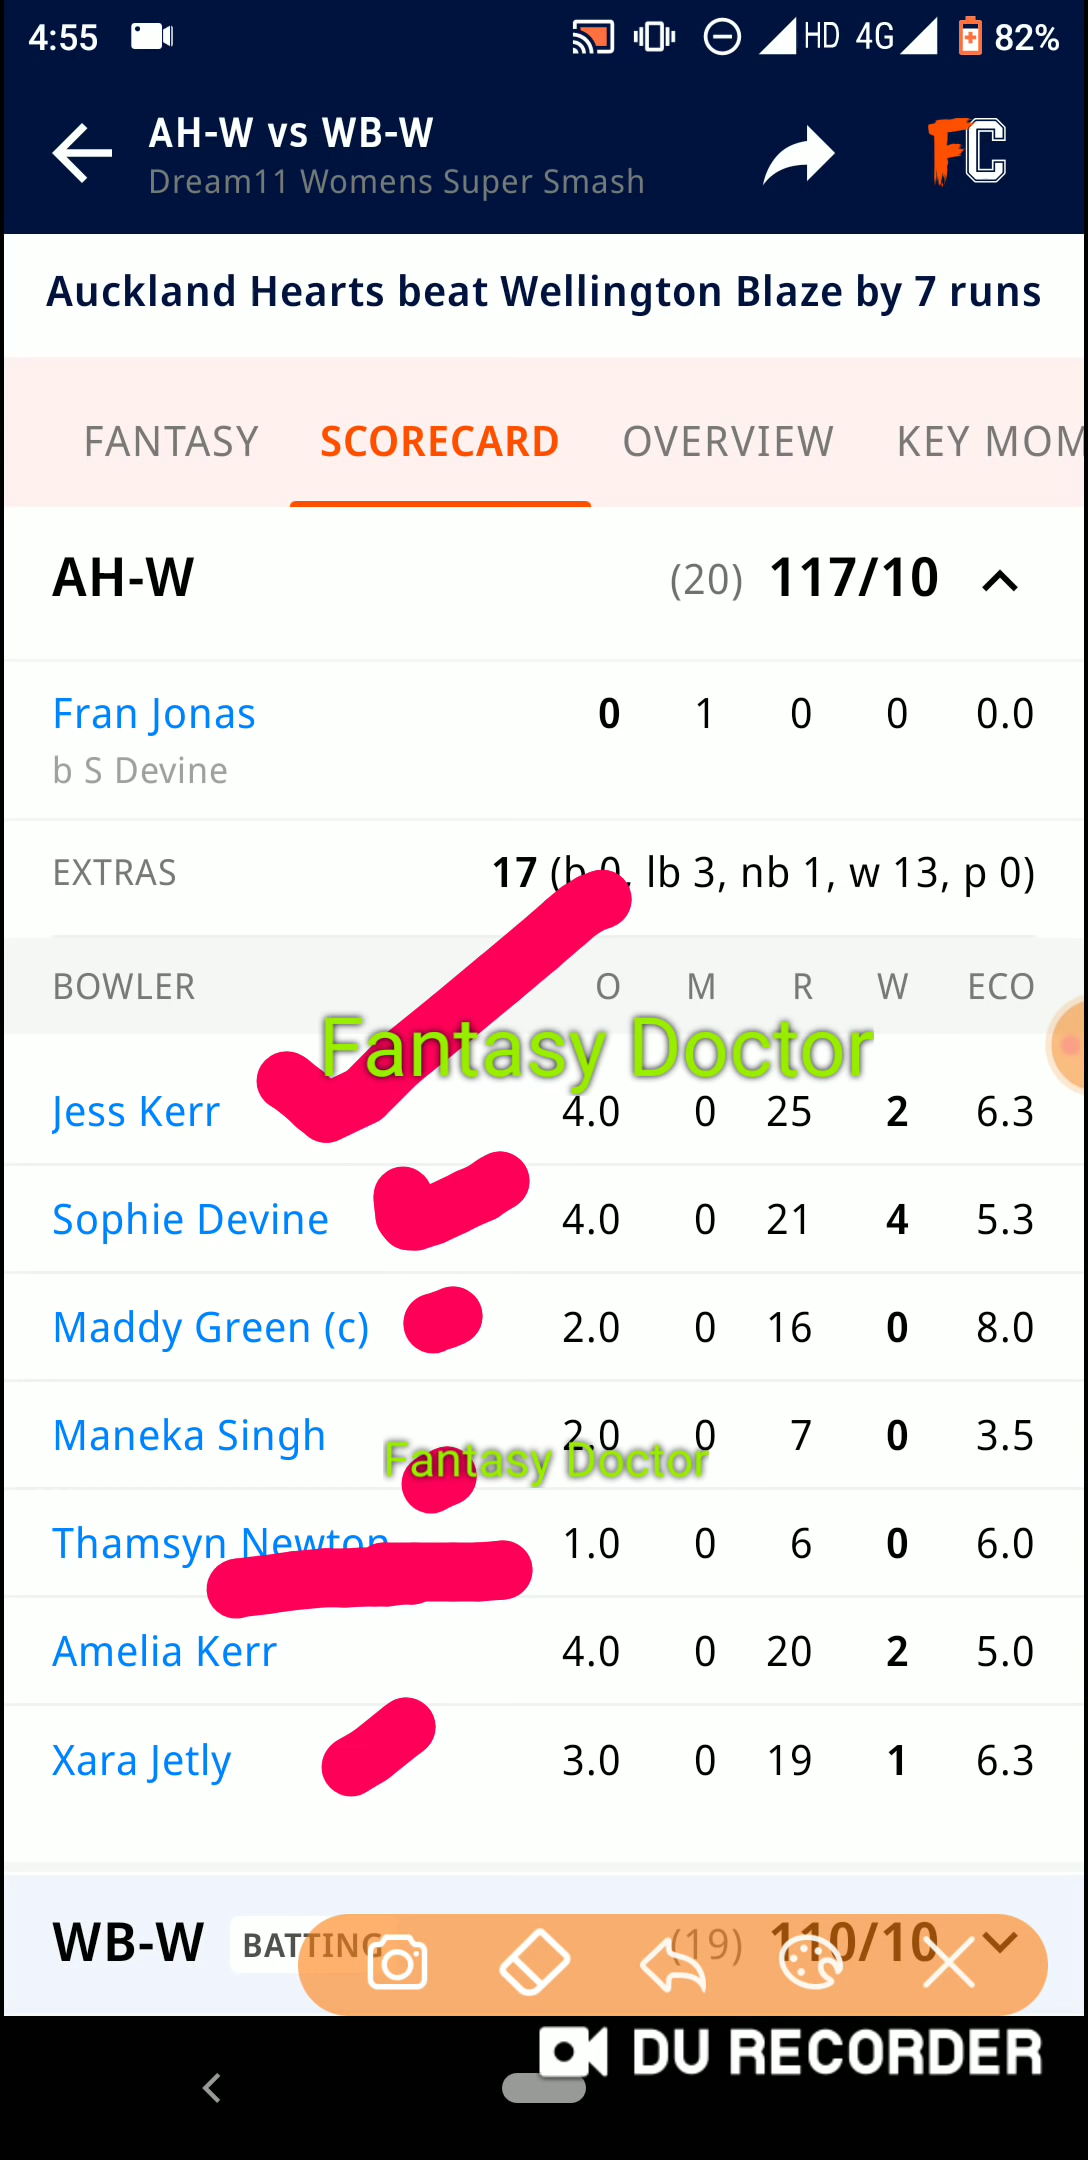 4:55 HD 4G 82%
AH-W vs WB-W
Dream11 Womens Super Smash
FC
Auckland Hearts beat Wellington Blaze by 7 runs
FANTASY SCORECARD OVERVIEW KEY MOM
AH-W (20) 117/10
Fran Jonas 0 1 0 0 0.0
b S Devine
EXTRAS 17 (b 0, lb 3, nb 1, w 13, p 0)
BOWLER O M R W ECO
Fantasy Doctor
Jess Kerr 4.0 0 25 2 6.3
Sophie Devine 4.0 0 21 4 5.3
Maddy Green (c) 2.0 0 16 0 8.0
Maneka Singh 2.0 0 7 0 3.5
Fantasy Doctor
Thamsyn Newton 1.0 0 6 0 6.0
Amelia Kerr 4.0 0 20 2 5.0
Xara Jetly 3.0 0 19 1 6.3
WB-W BATTING (19) 110/10
DU RECORDER